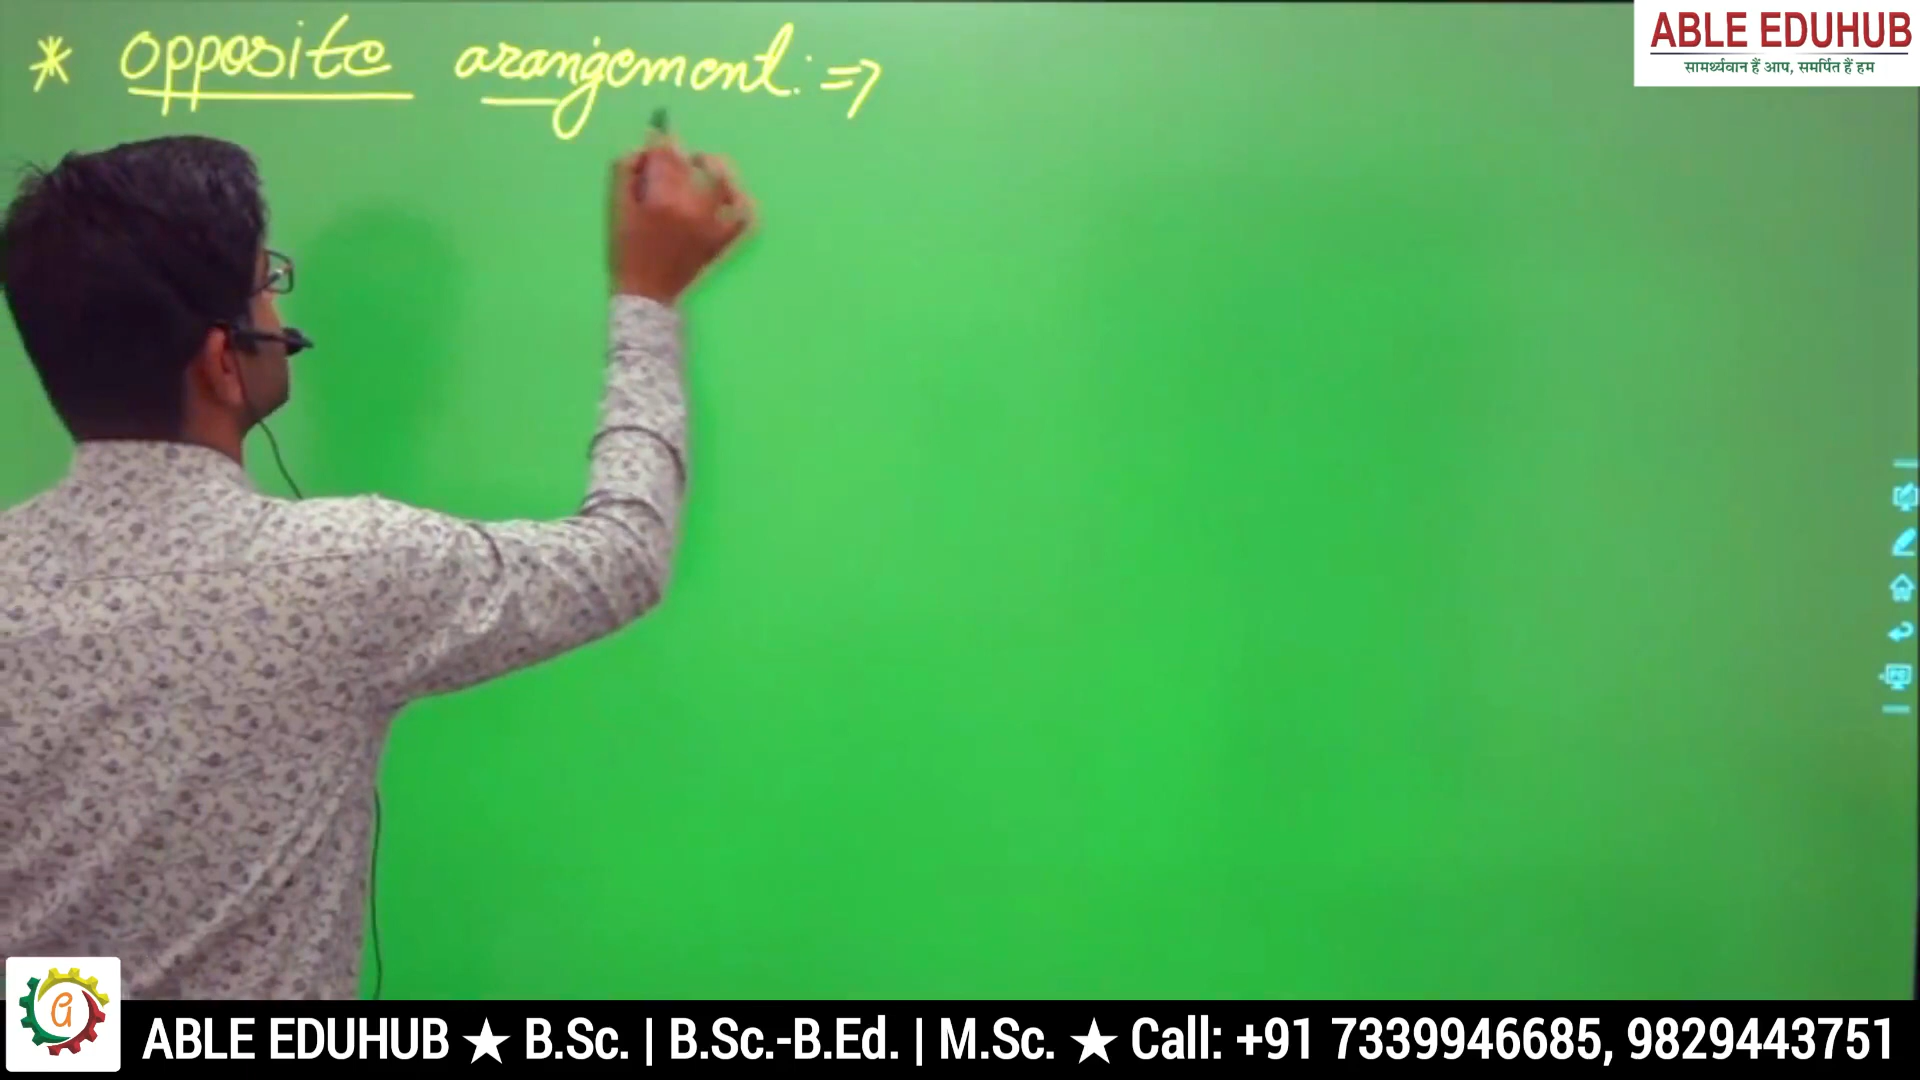 * opposite arangement :⇒
ABLE EDUHUB
सामर्थ्यवान हैं आप, समर्पित हैं हम
ABLE EDUHUB ★ B.Sc. | B.Sc.-B.Ed. | M.Sc. ★ Call: +91 7339946685, 9829443751